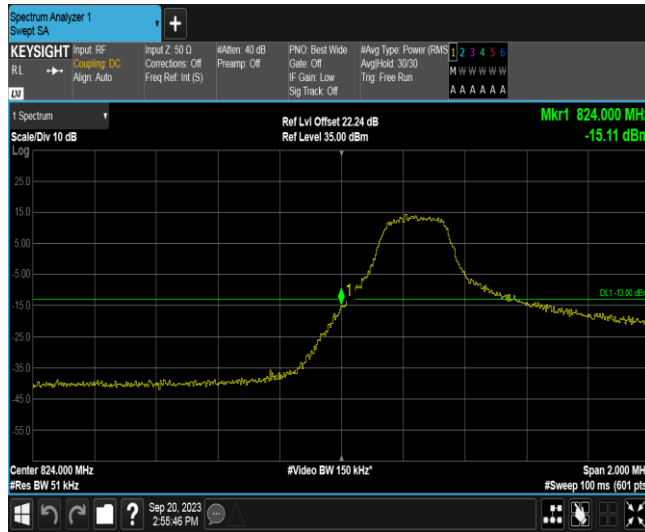 Spectrum Analyzer 1
Swept SA
+
KEYSIGHT
RL
LXI
Input: RF
Coupling: DC
Align: Auto
Input Z: 50 Ω
Corrections: Off
Freq Ref: Int (S)
#Atten: 40 dB
Preamp: Off
PNO: Best Wide
Gate: Off
IF Gain: Low
Sig Track: Off
#Avg Type: Power (RMS
Avg|Hold: 30/30
Trig: Free Run
1 2 3 4 5 6
M W W W W W
A A A A A A
1 Spectrum
Scale/Div 10 dB
Ref Lvl Offset 22.24 dB
Ref Level 35.00 dBm
Mkr1 824.000 MHz
-15.11 dBm
Log
25.0
15.0
5.00
-5.00
-15.0
-25.0
-35.0
-45.0
-55.0
1
DL1 -13.00 dBm
Center 824.000 MHz
#Res BW 51 kHz
#Video BW 150 kHz*
Span 2.000 MHz
#Sweep 100 ms (601 pts)
?
Sep 20, 2023
2:55:46 PM